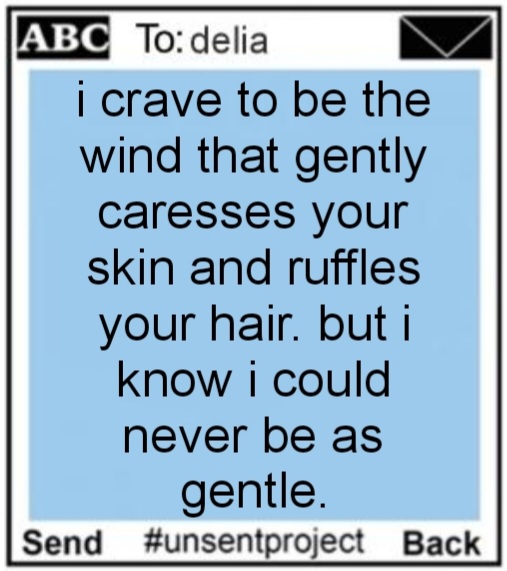 ABC To: delia
i crave to be the
wind that gently
caresses your
skin and ruffles
your hair. but i
know i could
never be as
gentle.
Send #unsentproject Back